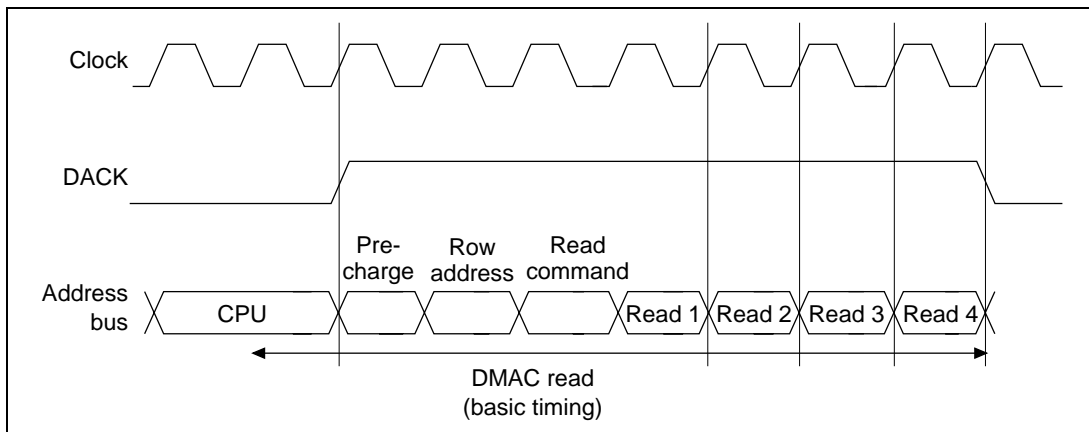 Clock
DACK
Pre-
charge
Row
address
Read
command
Address
bus
CPU
Read 1
Read 2
Read 3
Read 4
DMAC read
(basic timing)